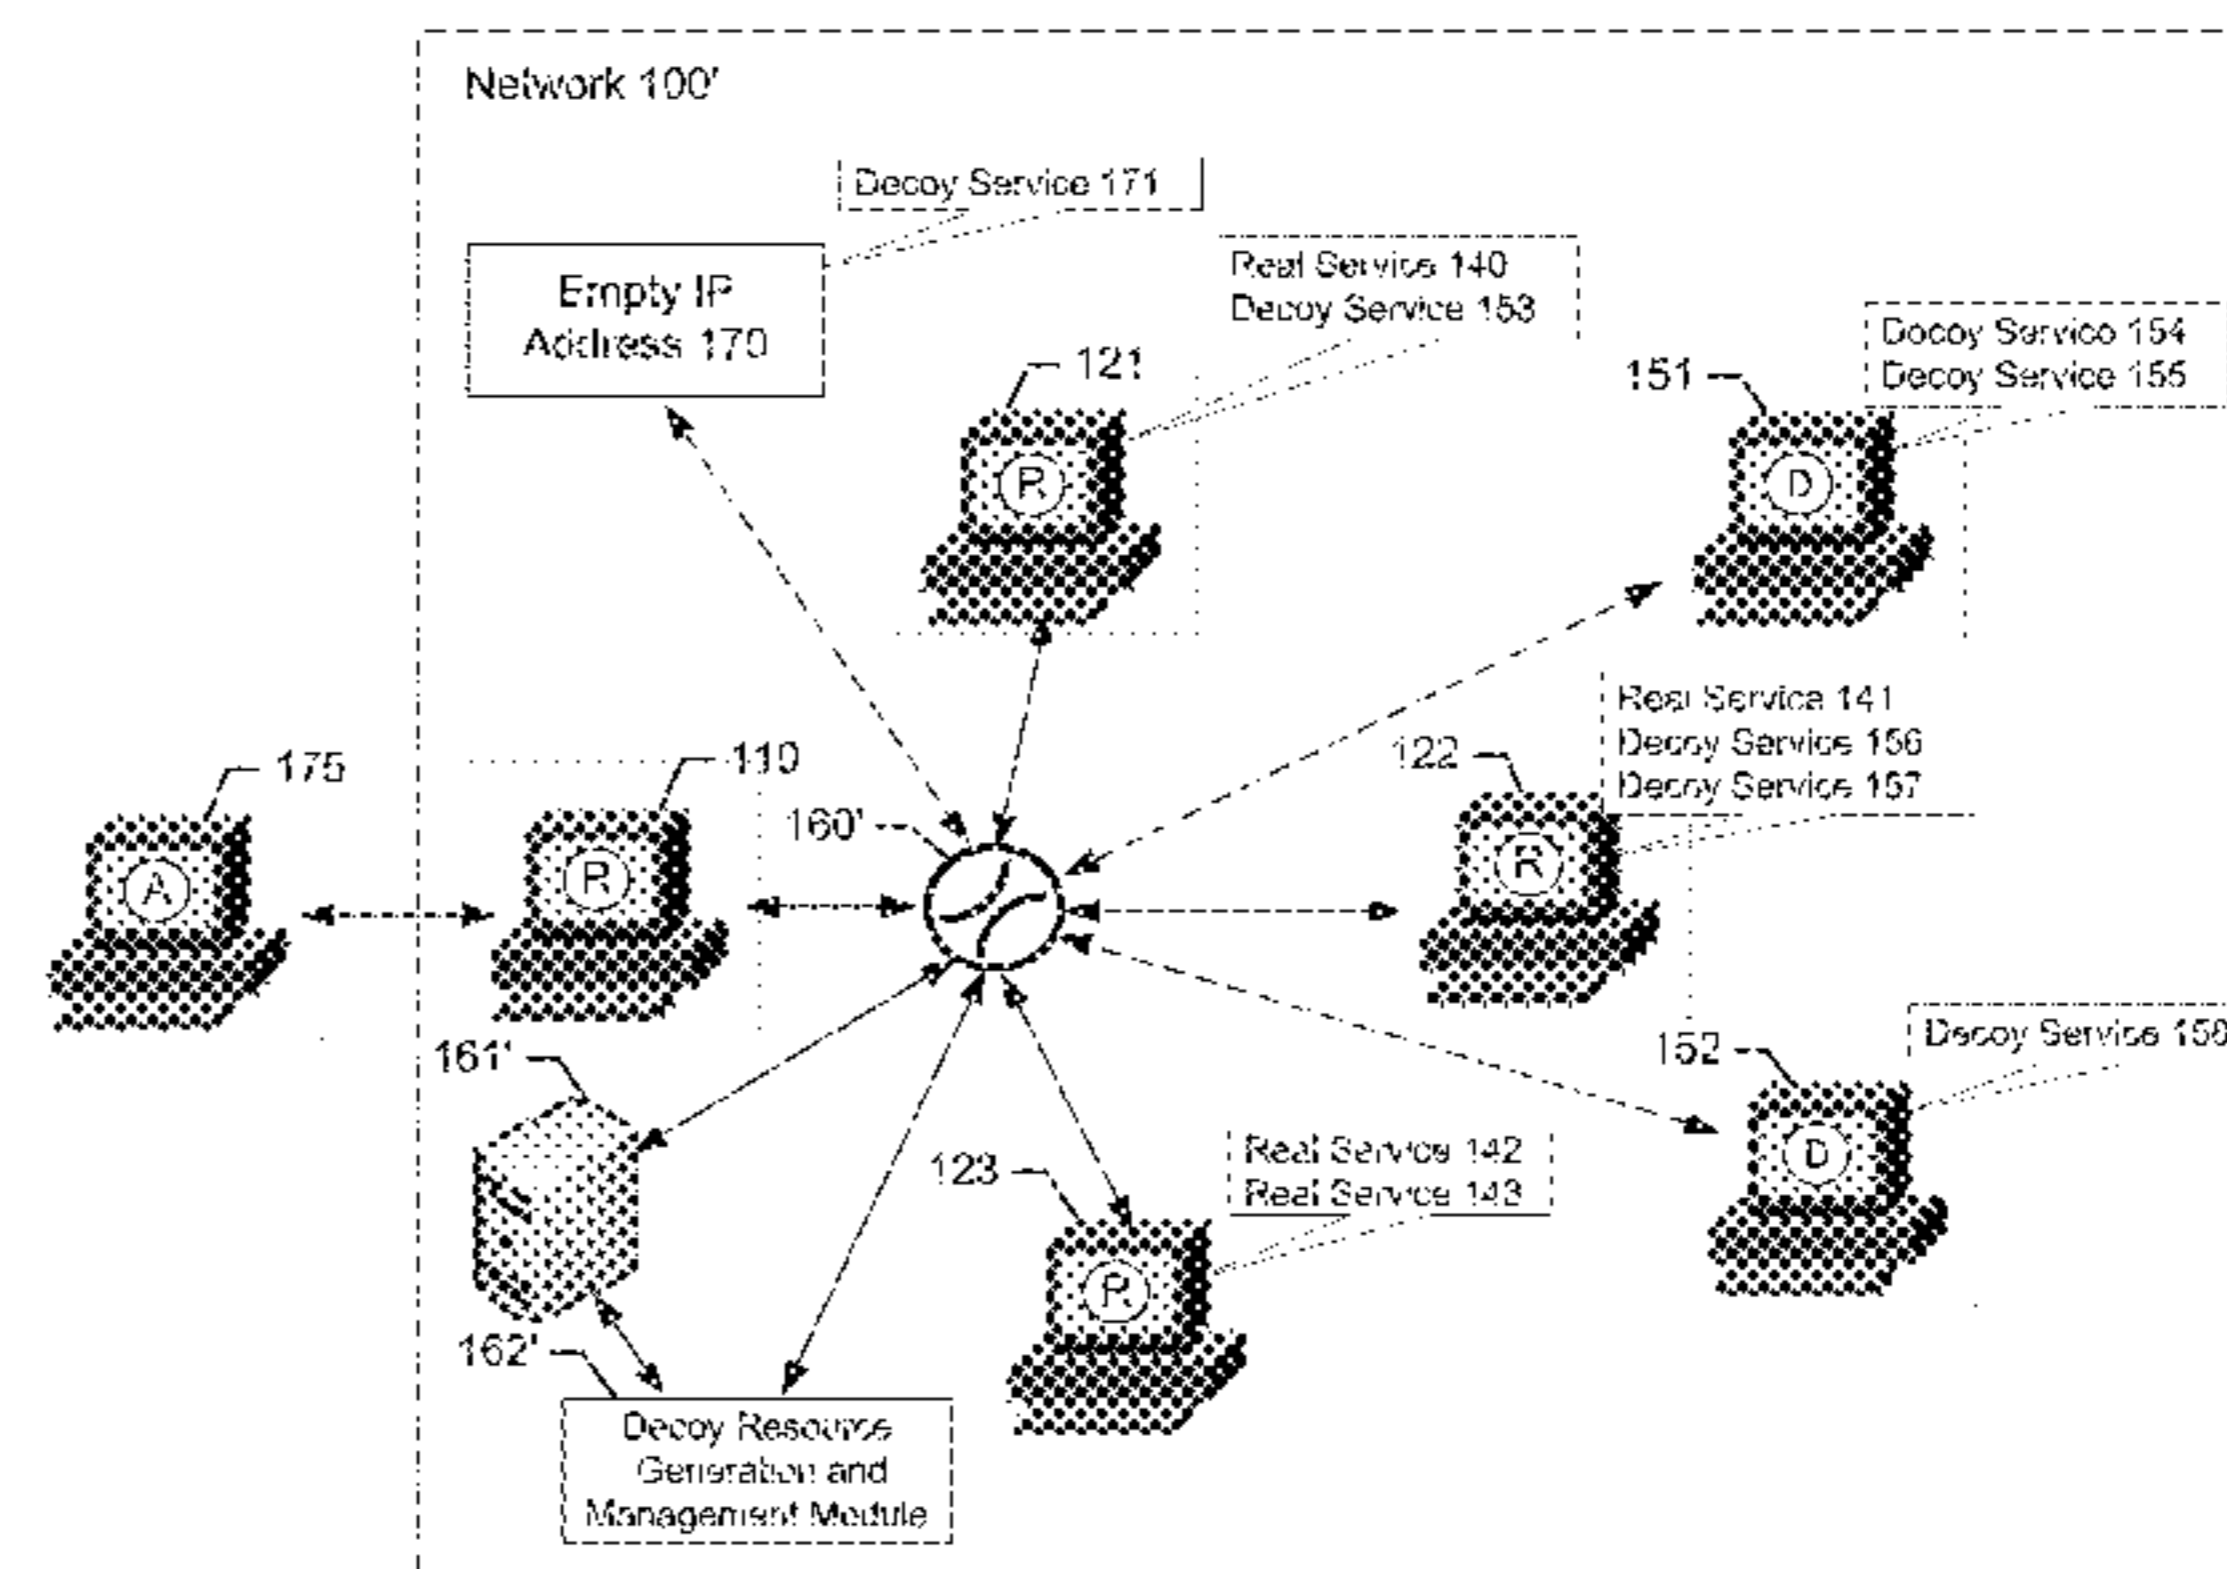 Network 100'
Decoy Service 171
Empty IP
Address 170
Real Service 140
Decoy Service 153
121
Decoy Service 154
Decoy Service 155
151
D
R
Real Service 141
Decoy Service 156
Decoy Service 157
122
110
175
160'
R
R
A
161'
Decoy Service 158
152
123
Real Service 142
Real Service 143
D
R
162'
Decoy Resource
Generation and
Management Module